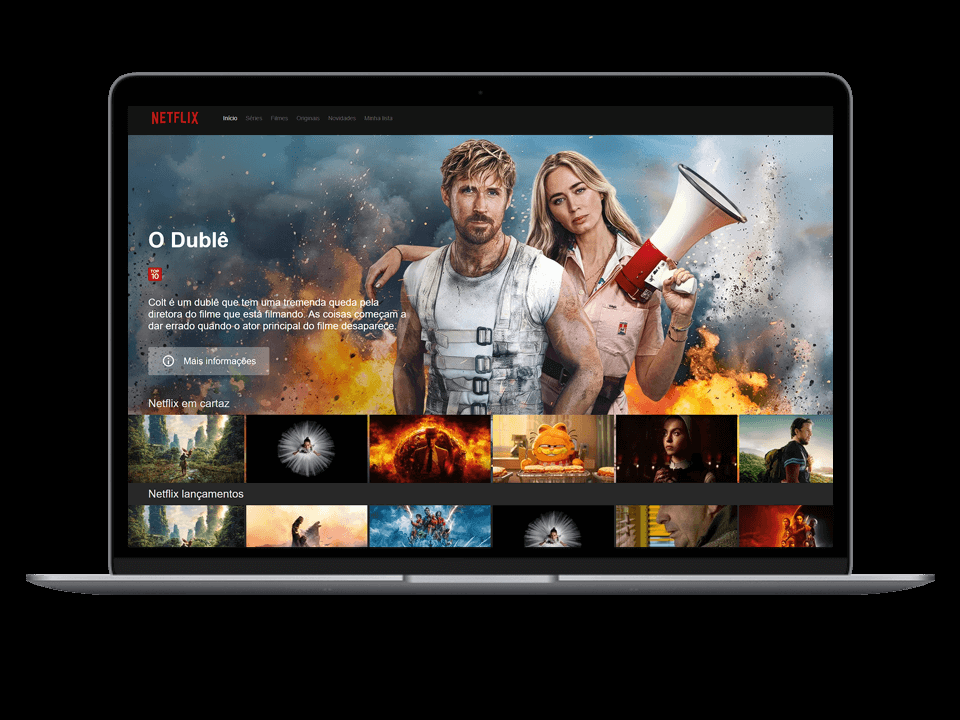 NETFLIX Início Séries Filmes Originais Novidades Minha lista
O Dublê
TOP
10
Colt é um dublê que tem uma tremenda queda pela
diretora do filme que está filmando. As coisas começam a
dar errado quando o ator principal do filme desaparece.
Mais informações
Netflix em cartaz
Netflix lançamentos